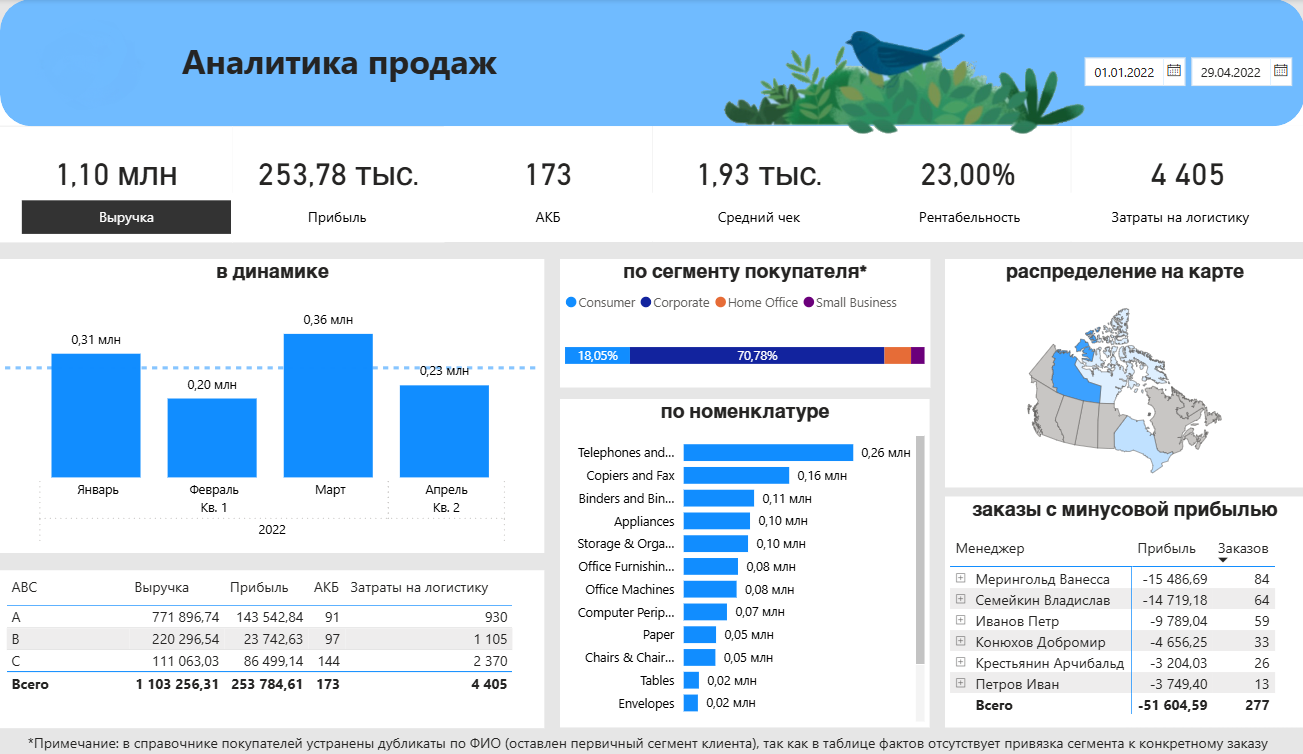 Аналитика продаж
01.01.2022
29.04.2022
1,10 млн
253,78 тыс.
173
1,93 тыс.
23,00%
4 405
Выручка
Прибыль
АКБ
Средний чек
Рентабельность
Затраты на логистику
в динамике
0,31 млн
0,20 млн
0,36 млн
0,23 млн
Январь
Февраль
Март
Апрель
Кв. 1
Кв. 2
2022
ABC Выручка Прибыль АКБ Затраты на логистику
A 771 896,74 143 542,84 91 930
B 220 296,54 23 742,63 97 1 105
C 111 063,03 86 499,14 144 2 370
Всего 1 103 256,31 253 784,61 173 4 405
по сегменту покупателя*
Consumer Corporate Home Office Small Business
18,05% 70,78%
по номенклатуре
Telephones and... 0,26 млн
Copiers and Fax 0,16 млн
Binders and Bin... 0,11 млн
Appliances 0,10 млн
Storage & Orga... 0,10 млн
Office Furnishin... 0,08 млн
Office Machines 0,08 млн
Computer Perip... 0,07 млн
Paper 0,05 млн
Chairs & Chair... 0,05 млн
Tables 0,02 млн
Envelopes 0,02 млн
распределение на карте
заказы с минусовой прибылью
Менеджер Прибыль Заказов
Мерингольд Ванесса -15 486,69 84
Семейкин Владислав -14 719,18 64
Иванов Петр -9 789,04 59
Конюхов Добромир -4 656,25 33
Крестьянин Арчибальд -3 204,03 26
Петров Иван -3 749,40 13
Всего -51 604,59 277
*Примечание: в справочнике покупателей устранены дубликаты по ФИО (оставлен первичный сегмент клиента), так как в таблице фактов отсутствует привязка сегмента к конкретному заказу